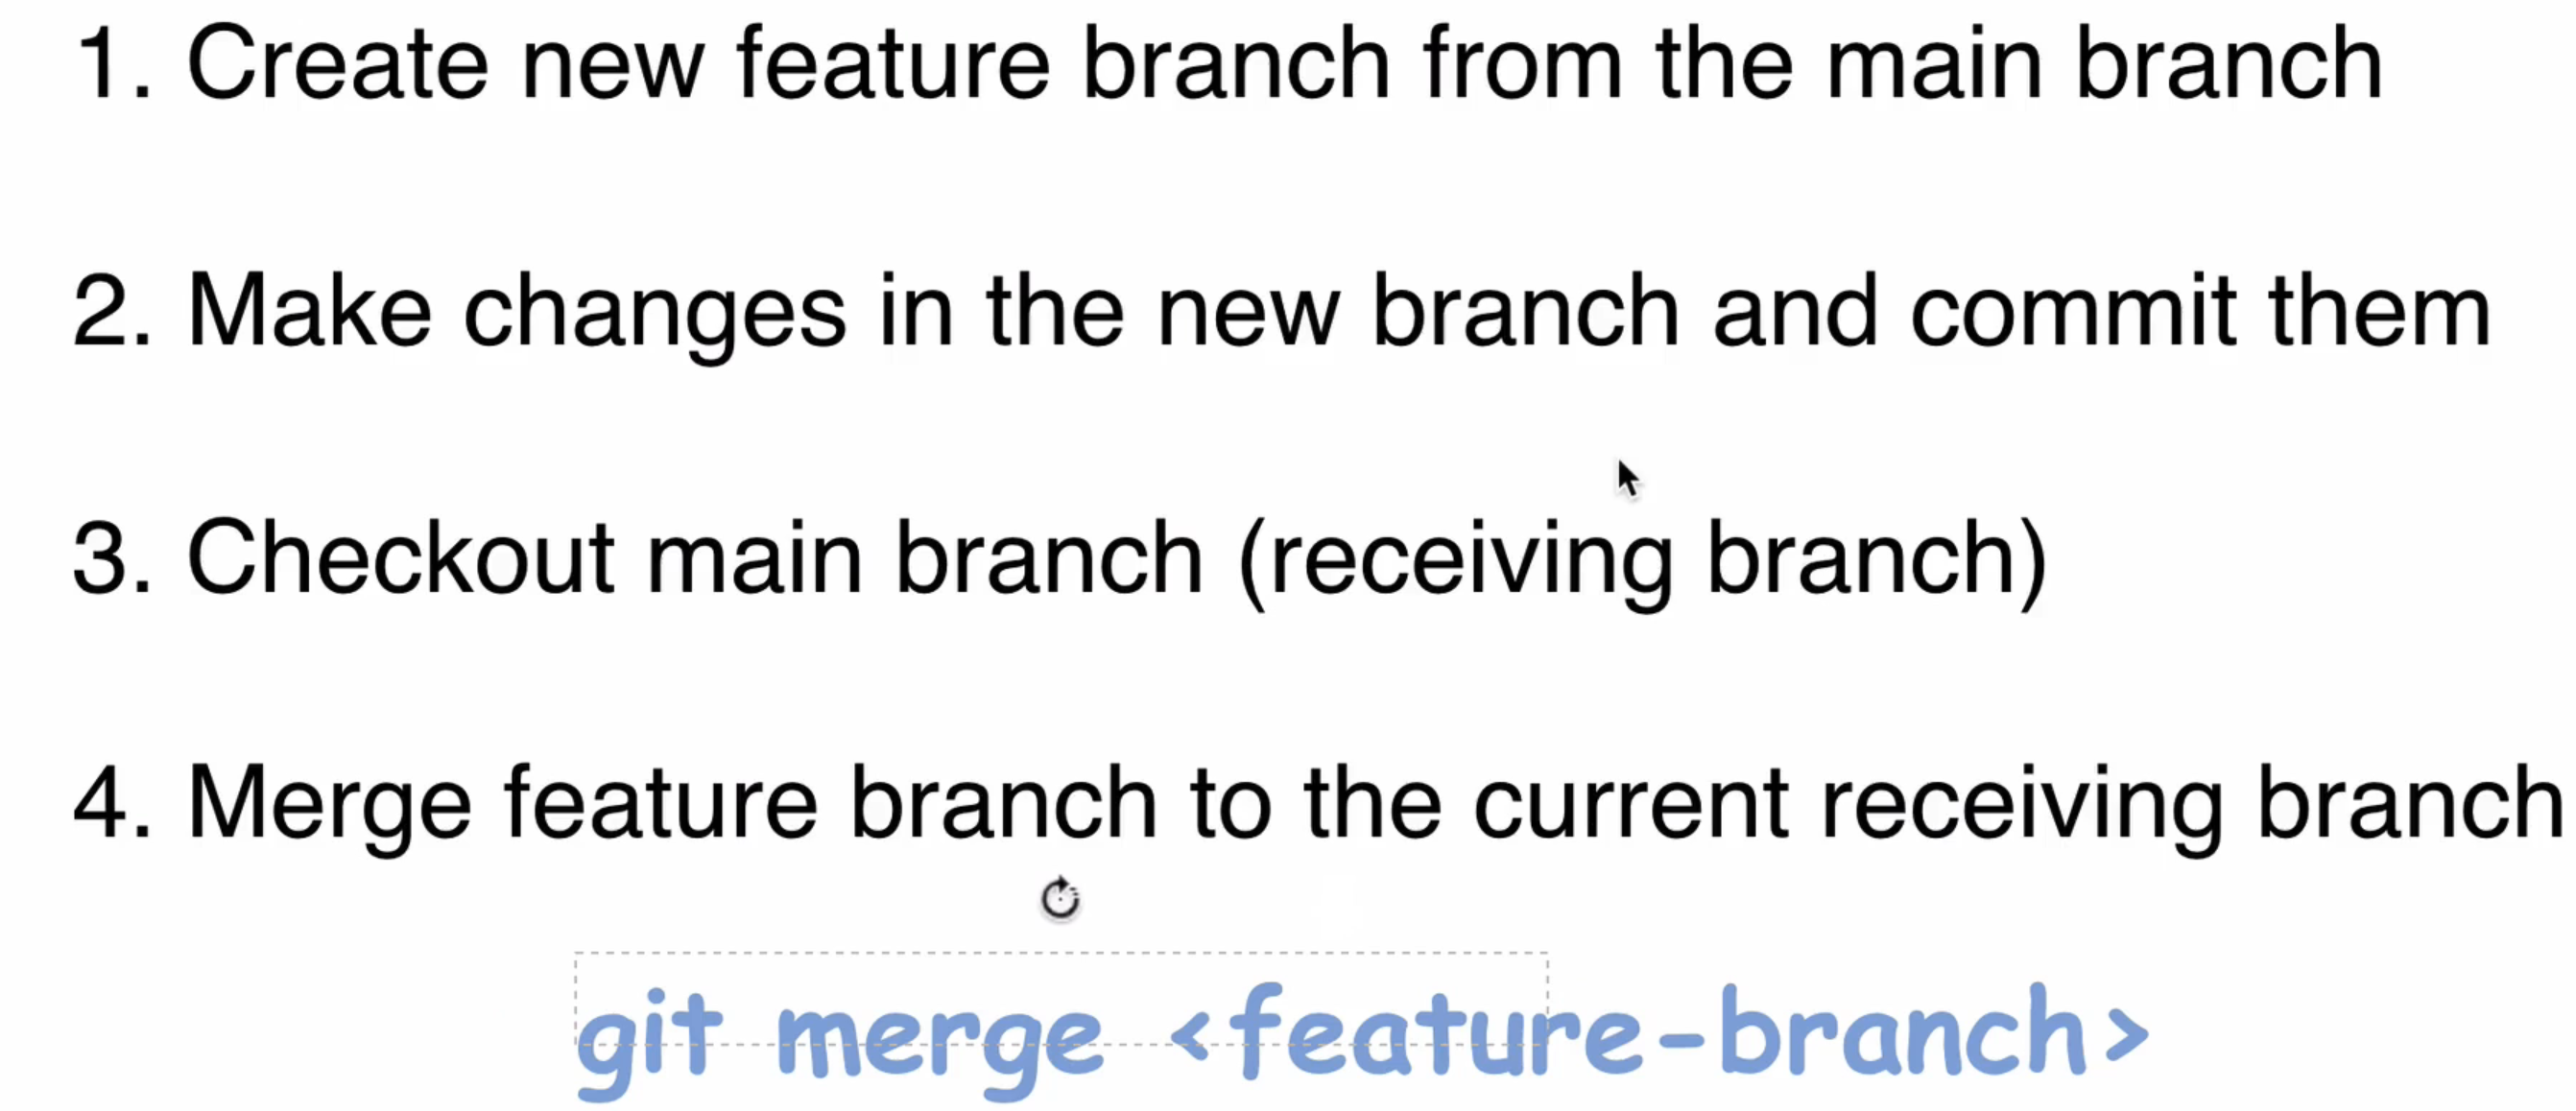 1. Create new feature branch from the main branch
2. Make changes in the new branch and commit them
3. Checkout main branch (receiving branch)
4. Merge feature branch to the current receiving branch
git merge <feature-branch>